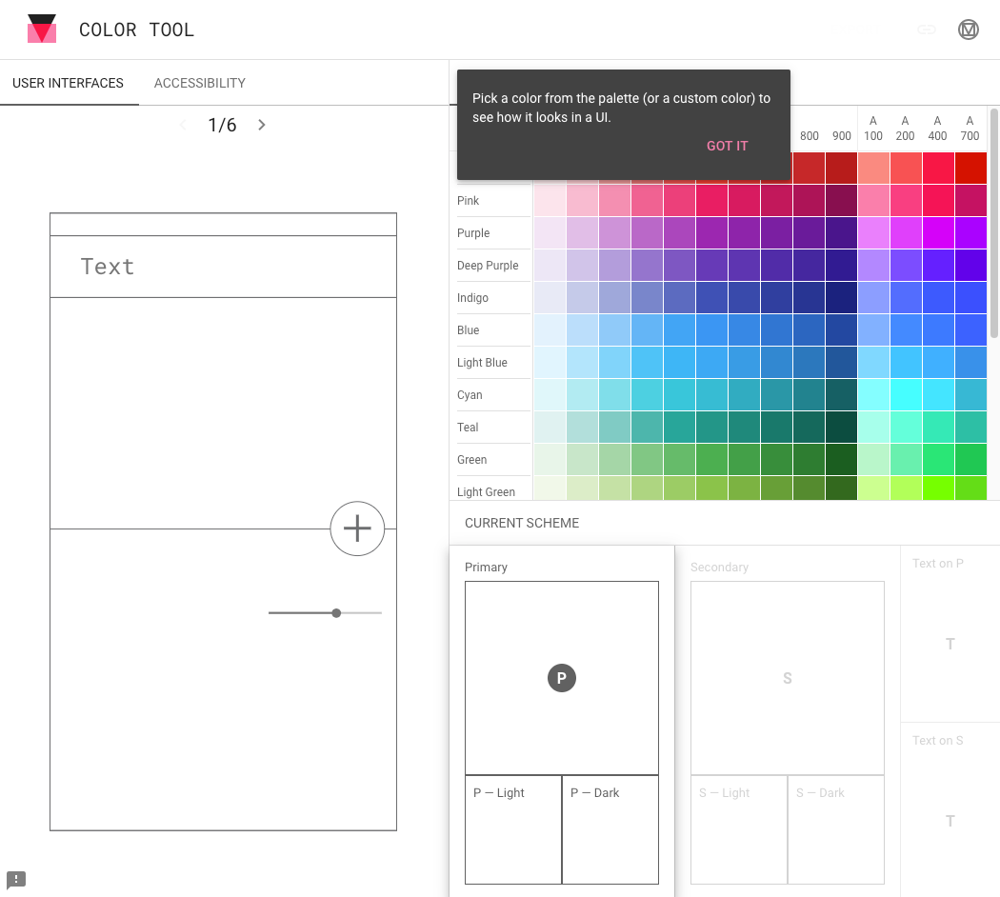 COLOR TOOL
USER INTERFACES
ACCESSIBILITY
1/6
Text
Pick a color from the palette (or a custom color) to
see how it looks in a UI.
GOT IT
800 900 A 100 A 200 A 400 A 700
Pink
Purple
Deep Purple
Indigo
Blue
Light Blue
Cyan
Teal
Green
Light Green
CURRENT SCHEME
Primary
P
P — Light
P — Dark
Secondary
S
S — Light
S — Dark
Text on P
T
Text on S
T